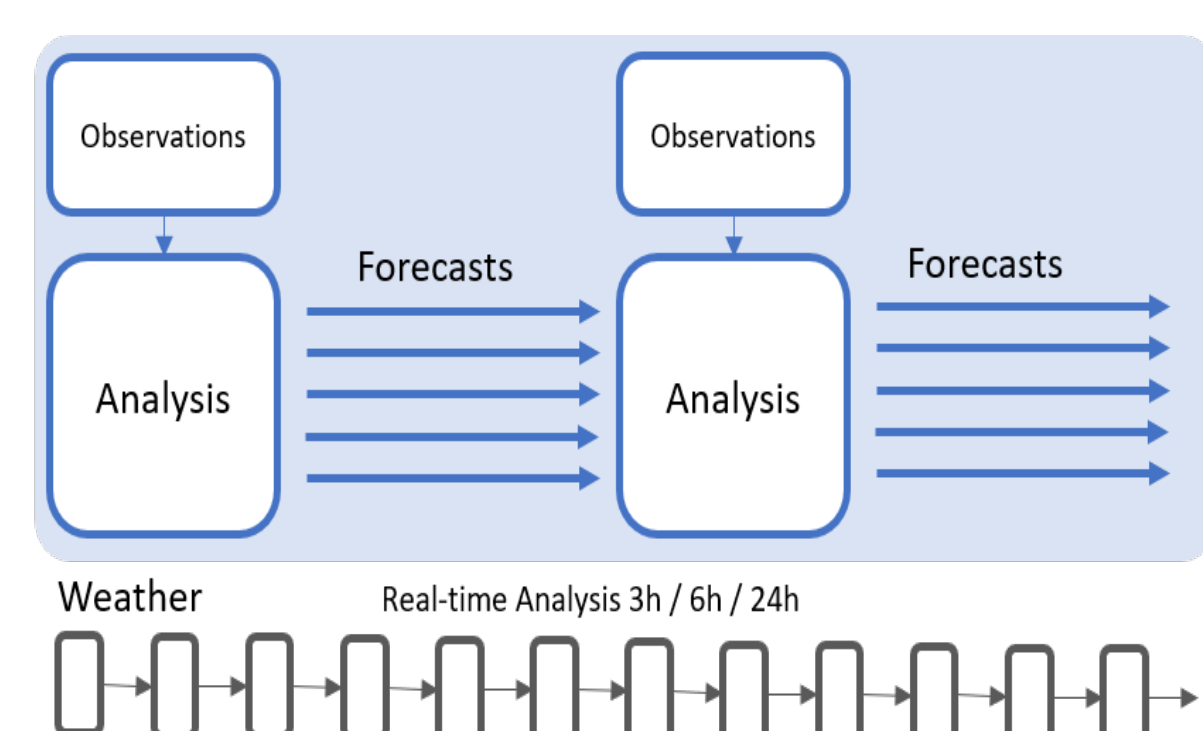 Observations
Observations
Forecasts
Forecasts
Analysis
Analysis
Weather
Real-time Analysis 3h / 6h / 24h